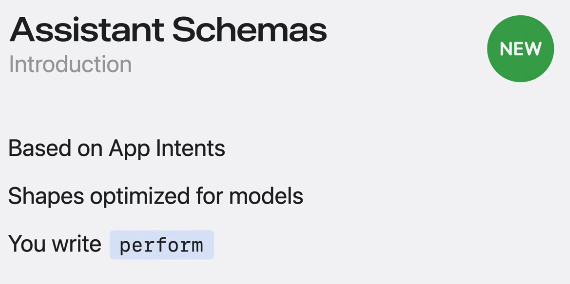 Assistant Schemas
NEW
Introduction
Based on App Intents
Shapes optimized for models
You write perform